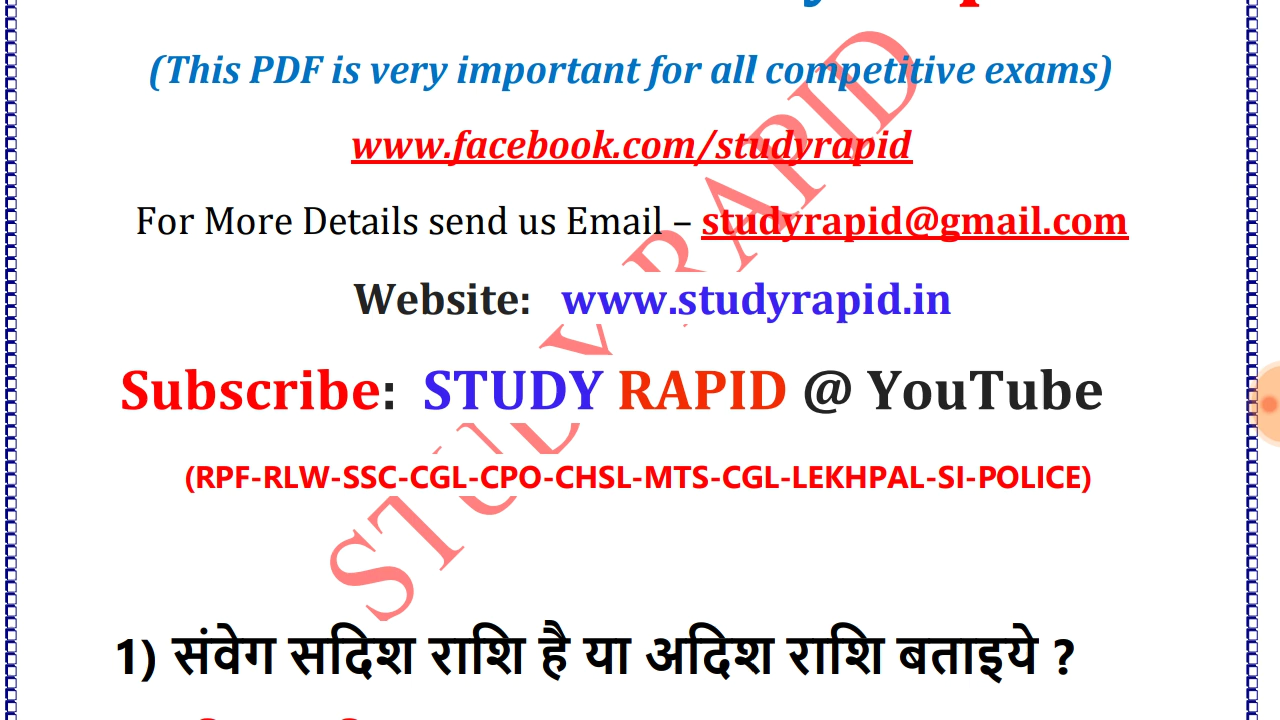 (This PDF is very important for all competitive exams)
www.facebook.com/studyrapid
For More Details send us Email – studyrapid@gmail.com
Website: www.studyrapid.in
Subscribe: STUDY RAPID @ YouTube
(RPF-RLW-SSC-CGL-CPO-CHSL-MTS-CGL-LEKHPAL-SI-POLICE)
STUDY RAPID
1) संवेग सदिश राशि है या अदिश राशि बताइये ?